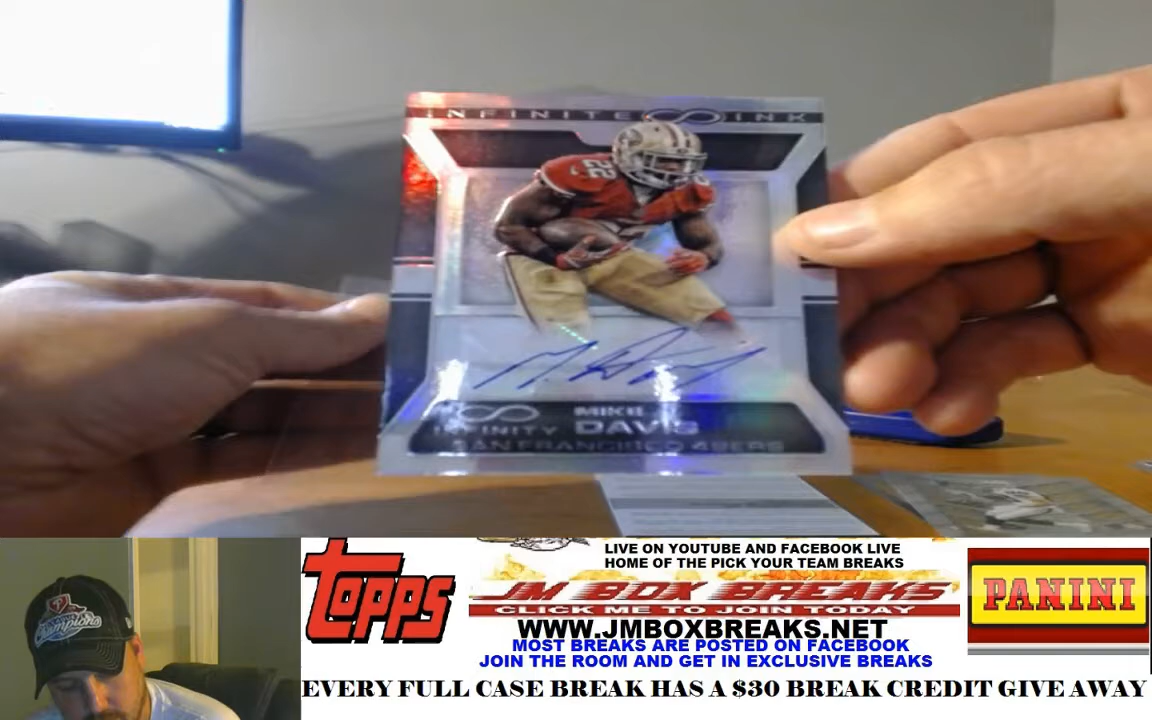 INFINITE INK
22
22
MIKE
INFINITY DAVIS
SAN FRANCISCO 49ERS
Champions
TOPPS
LIVE ON YOUTUBE AND FACEBOOK LIVE
HOME OF THE PICK YOUR TEAM BREAKS
JM BOX BREAKS
CLICK ME TO JOIN TODAY
WWW.JMBOXBREAKS.NET
MOST BREAKS ARE POSTED ON FACEBOOK
JOIN THE ROOM AND GET IN EXCLUSIVE BREAKS
PANINI
EVERY FULL CASE BREAK HAS A $30 BREAK CREDIT GIVE AWAY